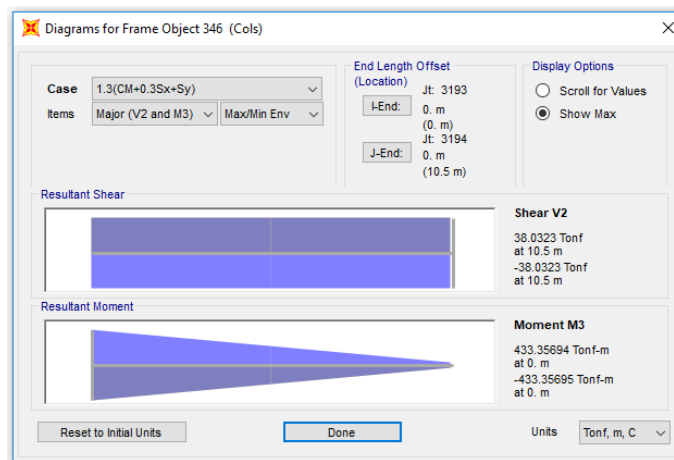 Diagrams for Frame Object 346 (Cols)
Case 1.3(CM+0.3Sx+Sy)
Items Major (V2 and M3) Max/Min Env
End Length Offset
(Location)
I-End:
Jt: 3193
0. m
(0. m)
J-End:
Jt: 3194
0. m
(10.5 m)
Display Options
Scroll for Values
Show Max
Resultant Shear
Shear V2
38.0323 Tonf
at 10.5 m
-38.0323 Tonf
at 10.5 m
Resultant Moment
Moment M3
433.35694 Tonf-m
at 0. m
-433.35695 Tonf-m
at 0. m
Reset to Initial Units
Done
Units Tonf, m, C